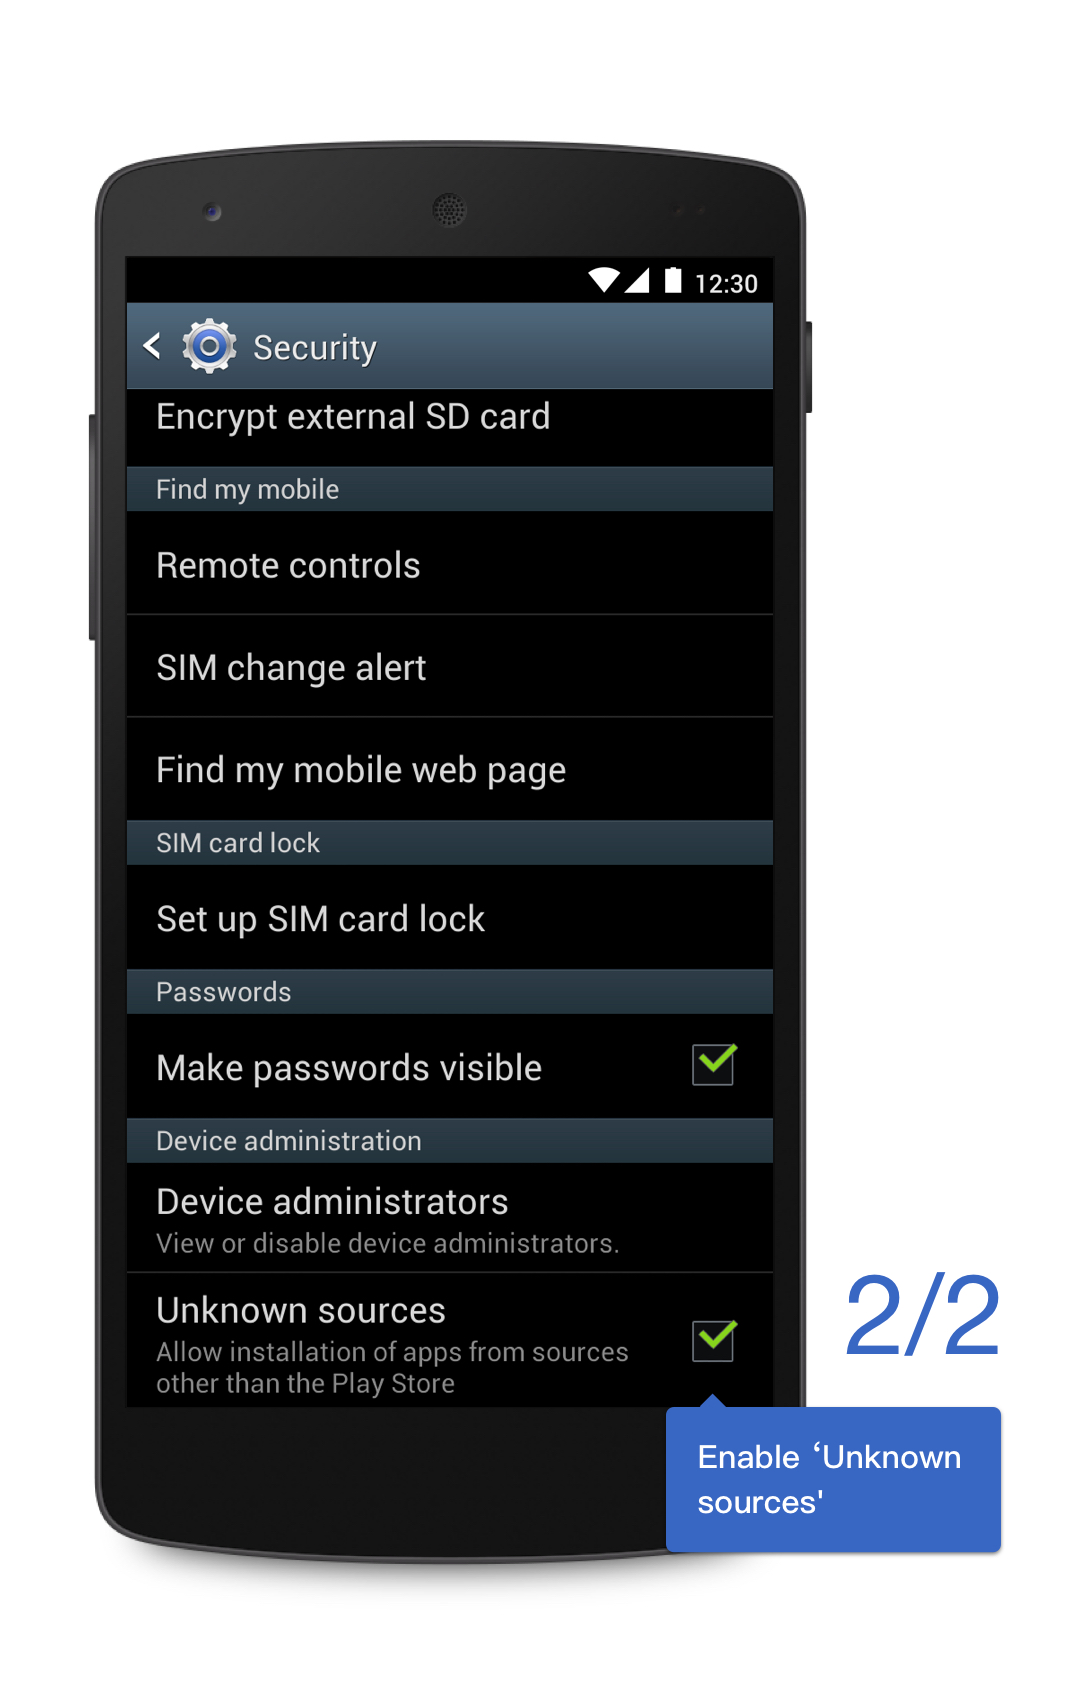 12:30
Security
Encrypt external SD card
Find my mobile
Remote controls
SIM change alert
Find my mobile web page
SIM card lock
Set up SIM card lock
Passwords
Make passwords visible
Device administration
Device administrators
View or disable device administrators.
Unknown sources
Allow installation of apps from sources
other than the Play Store
2/2
Enable ‘Unknown
sources'